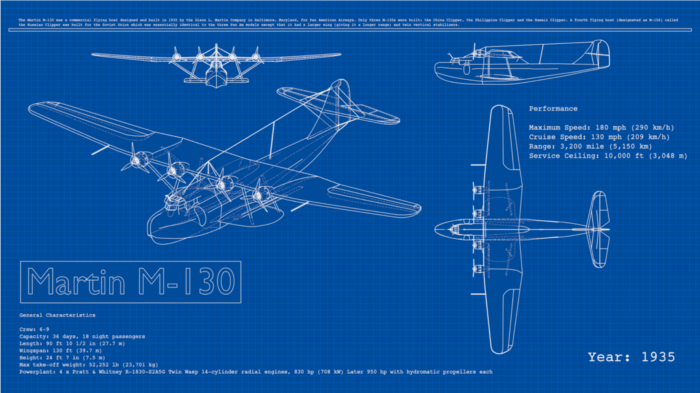 The Martin M-130 was a commercial flying boat designed and built in 1935 by the Glenn L. Martin Company in Baltimore, Maryland, for Pan American Airways. Only three M-130s were built: the China Clipper, the Philippine Clipper and the Hawaii Clipper. A fourth flying boat (designated as M-156) called
the Russian Clipper was built for the Soviet Union which was essentially identical to the three Pan Am models except that it had a larger wing (giving it a longer range) and twin vertical stabilizers.
Performance
Maximum Speed: 180 mph (290 km/h)
Cruise Speed: 130 mph (209 km/h)
Range: 3,200 mile (5,150 km)
Service Ceiling: 10,000 ft (3,048 m)
Martin M-130
General Characteristics
Crew: 6-9
Capacity: 36 days, 18 night passengers
Length: 90 ft 10 1/2 in (27.7 m)
Wingspan: 130 ft (39.7 m)
Height: 24 ft 7 in (7.5 m)
Max take-off weight: 52,252 lb (23,701 kg)
Powerplant: 4 x Pratt & Whitney R-1830-S2A5G Twin Wasp 14-cylinder radial engines, 830 hp (708 kW) Later 950 hp with hydromatic propellers each
Year: 1935